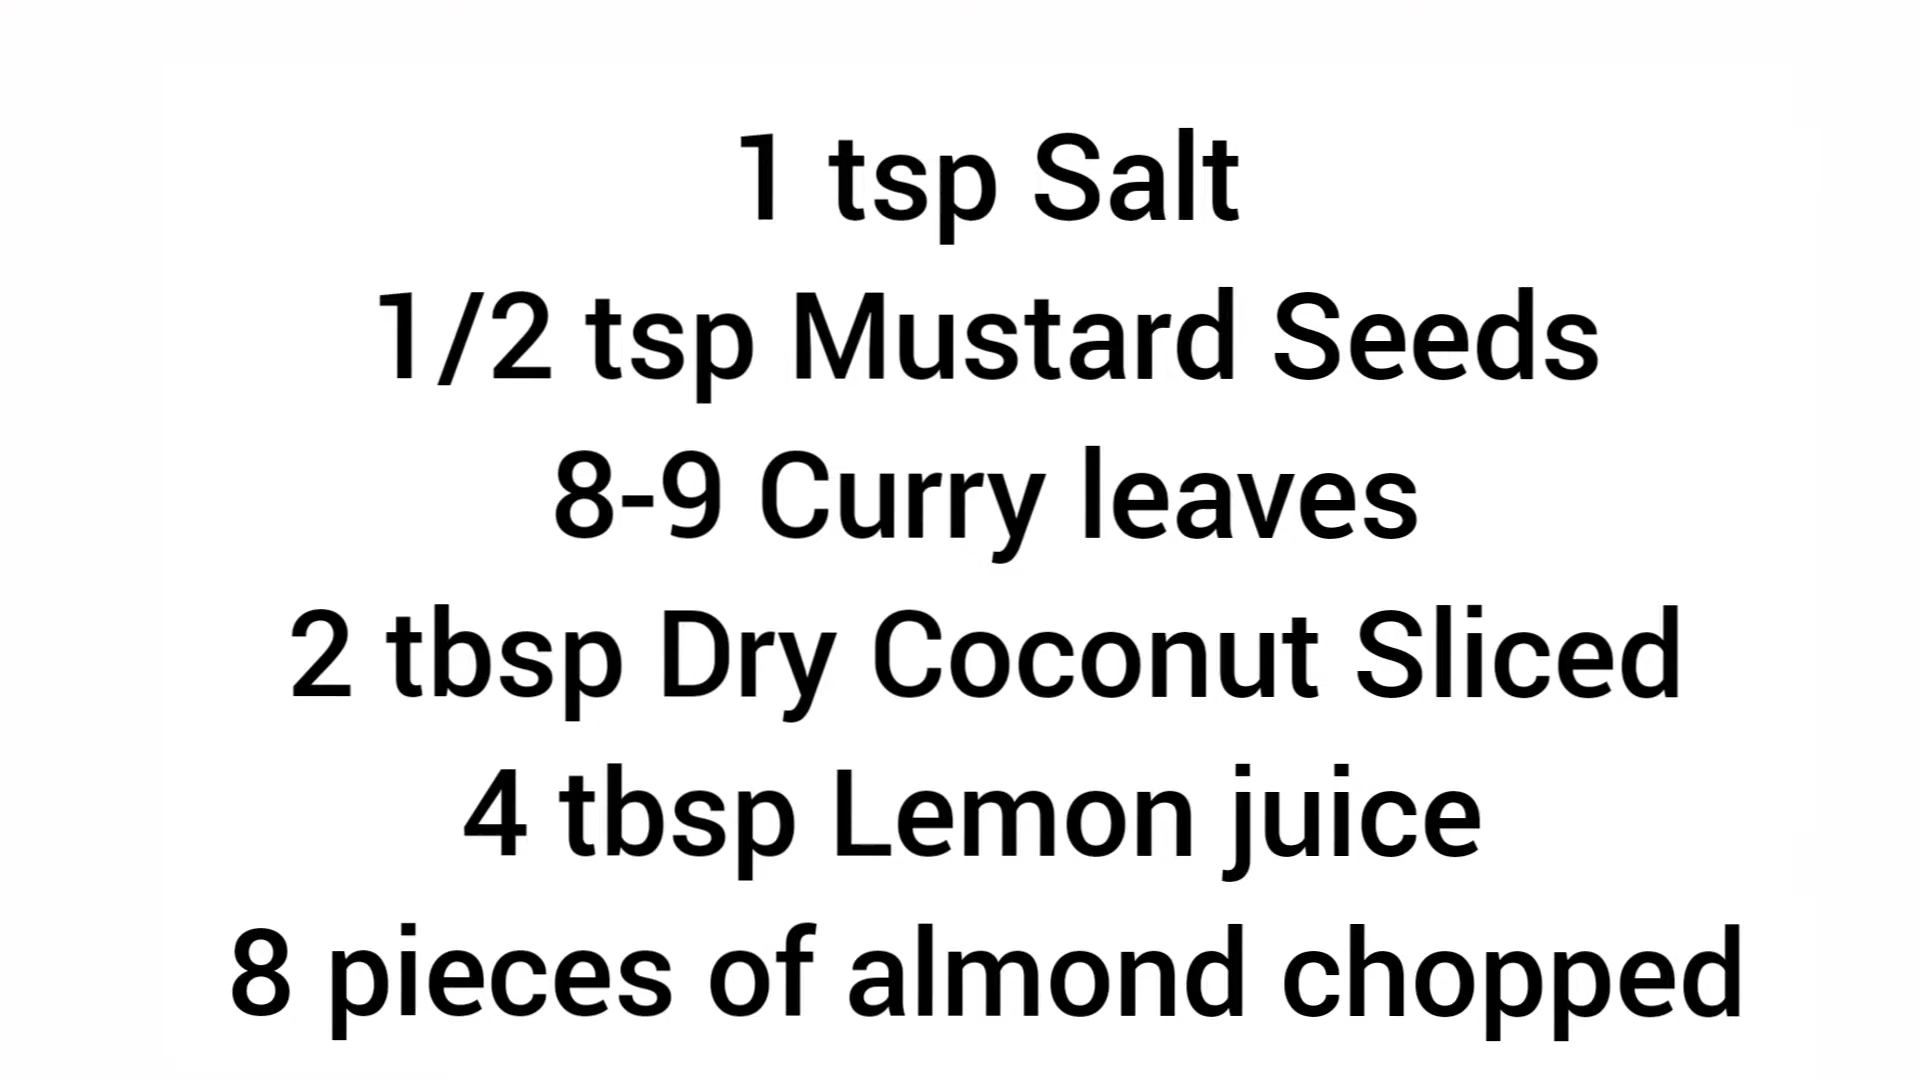 1 tsp Salt
1/2 tsp Mustard Seeds
8-9 Curry leaves
2 tbsp Dry Coconut Sliced
4 tbsp Lemon juice
8 pieces of almond chopped